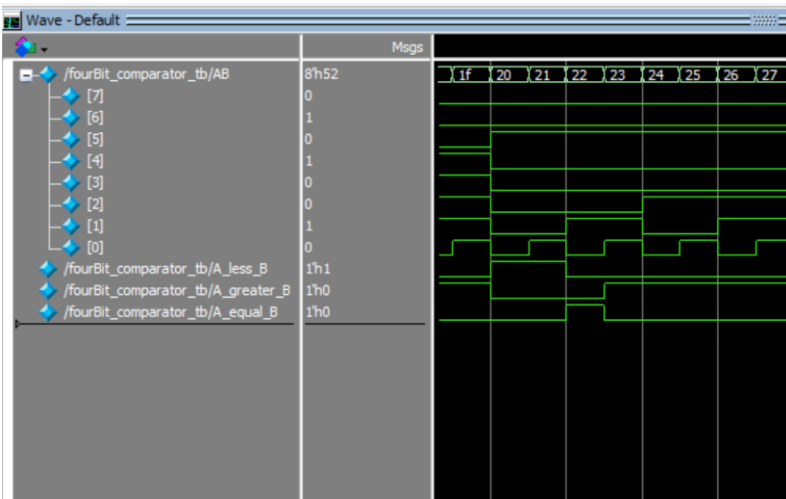 Wave - Default
Msgs
/fourBit_comparator_tb/AB 8'h52 1f 20 21 22 23 24 25 26 27
[7] 0
[6] 1
[5] 0
[4] 1
[3] 0
[2] 0
[1] 1
[0] 0
/fourBit_comparator_tb/A_less_B 1'h1
/fourBit_comparator_tb/A_greater_B 1'h0
/fourBit_comparator_tb/A_equal_B 1'h0